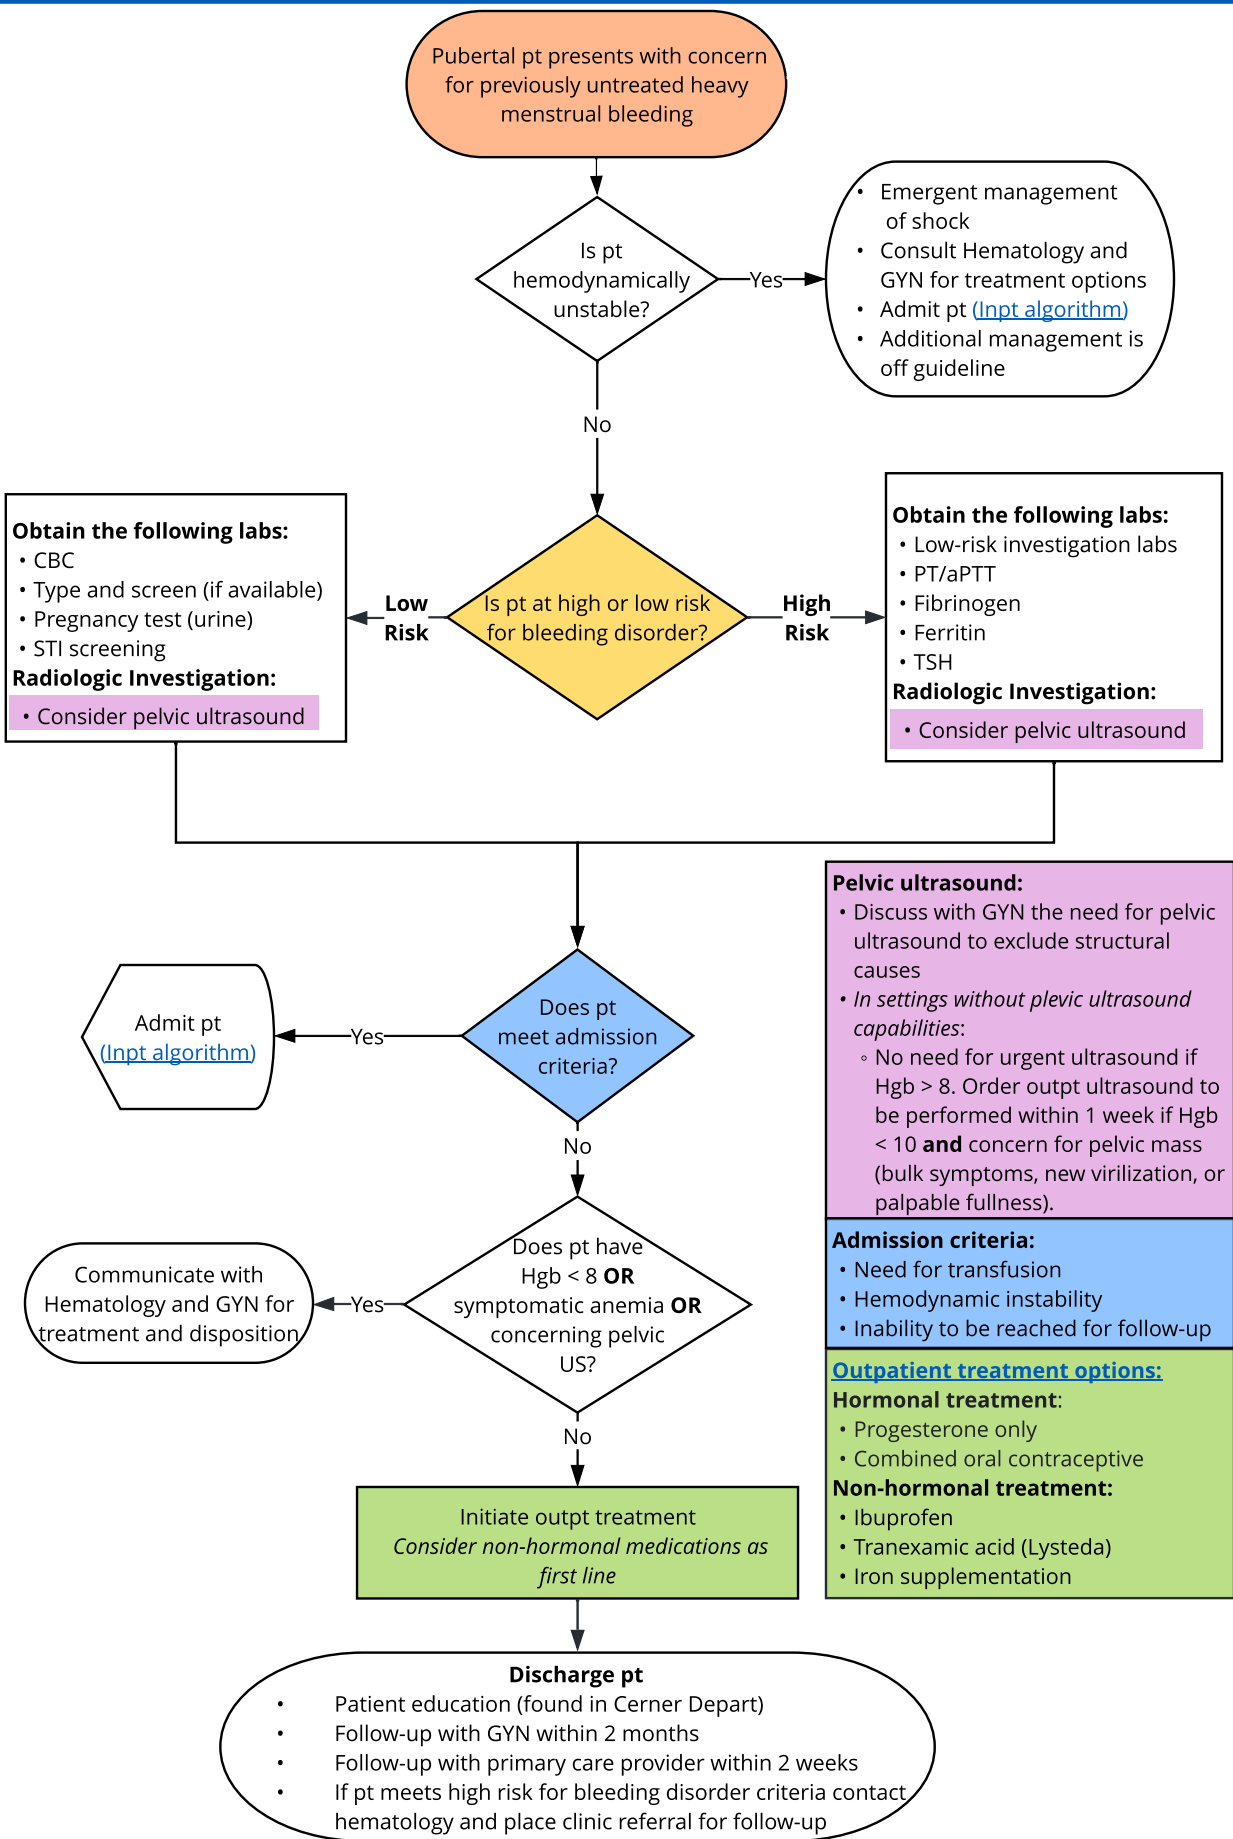 Pubertal pt presents with concern
for previously untreated heavy
menstrual bleeding
Is pt
hemodynamically
unstable?
Yes
• Emergent management
of shock
• Consult Hematology and
GYN for treatment options
• Admit pt (Inpt algorithm)
• Additional management is
off guideline
No
Is pt at high or low risk
for bleeding disorder?
Low
Risk
Obtain the following labs:
• CBC
• Type and screen (if available)
• Pregnancy test (urine)
• STI screening
Radiologic Investigation:
• Consider pelvic ultrasound
High
Risk
Obtain the following labs:
• Low-risk investigation labs
• PT/aPTT
• Fibrinogen
• Ferritin
• TSH
Radiologic Investigation:
• Consider pelvic ultrasound
Does pt
meet admission
criteria?
Yes
Admit pt
(Inpt algorithm)
No
Does pt have
Hgb < 8 OR
symptomatic anemia OR
concerning pelvic
US?
Yes
Communicate with
Hematology and GYN for
treatment and disposition
No
Initiate outpt treatment
Consider non-hormonal medications as
first line
Pelvic ultrasound:
• Discuss with GYN the need for pelvic
ultrasound to exclude structural
causes
• In settings without plevic ultrasound
capabilities:
◦ No need for urgent ultrasound if
Hgb > 8. Order outpt ultrasound to
be performed within 1 week if Hgb
< 10 and concern for pelvic mass
(bulk symptoms, new virilization, or
palpable fullness).
Admission criteria:
• Need for transfusion
• Hemodynamic instability
• Inability to be reached for follow-up
Outpatient treatment options:
Hormonal treatment:
• Progesterone only
• Combined oral contraceptive
Non-hormonal treatment:
• Ibuprofen
• Tranexamic acid (Lysteda)
• Iron supplementation
Discharge pt
• Patient education (found in Cerner Depart)
• Follow-up with GYN within 2 months
• Follow-up with primary care provider within 2 weeks
• If pt meets high risk for bleeding disorder criteria contact
hematology and place clinic referral for follow-up